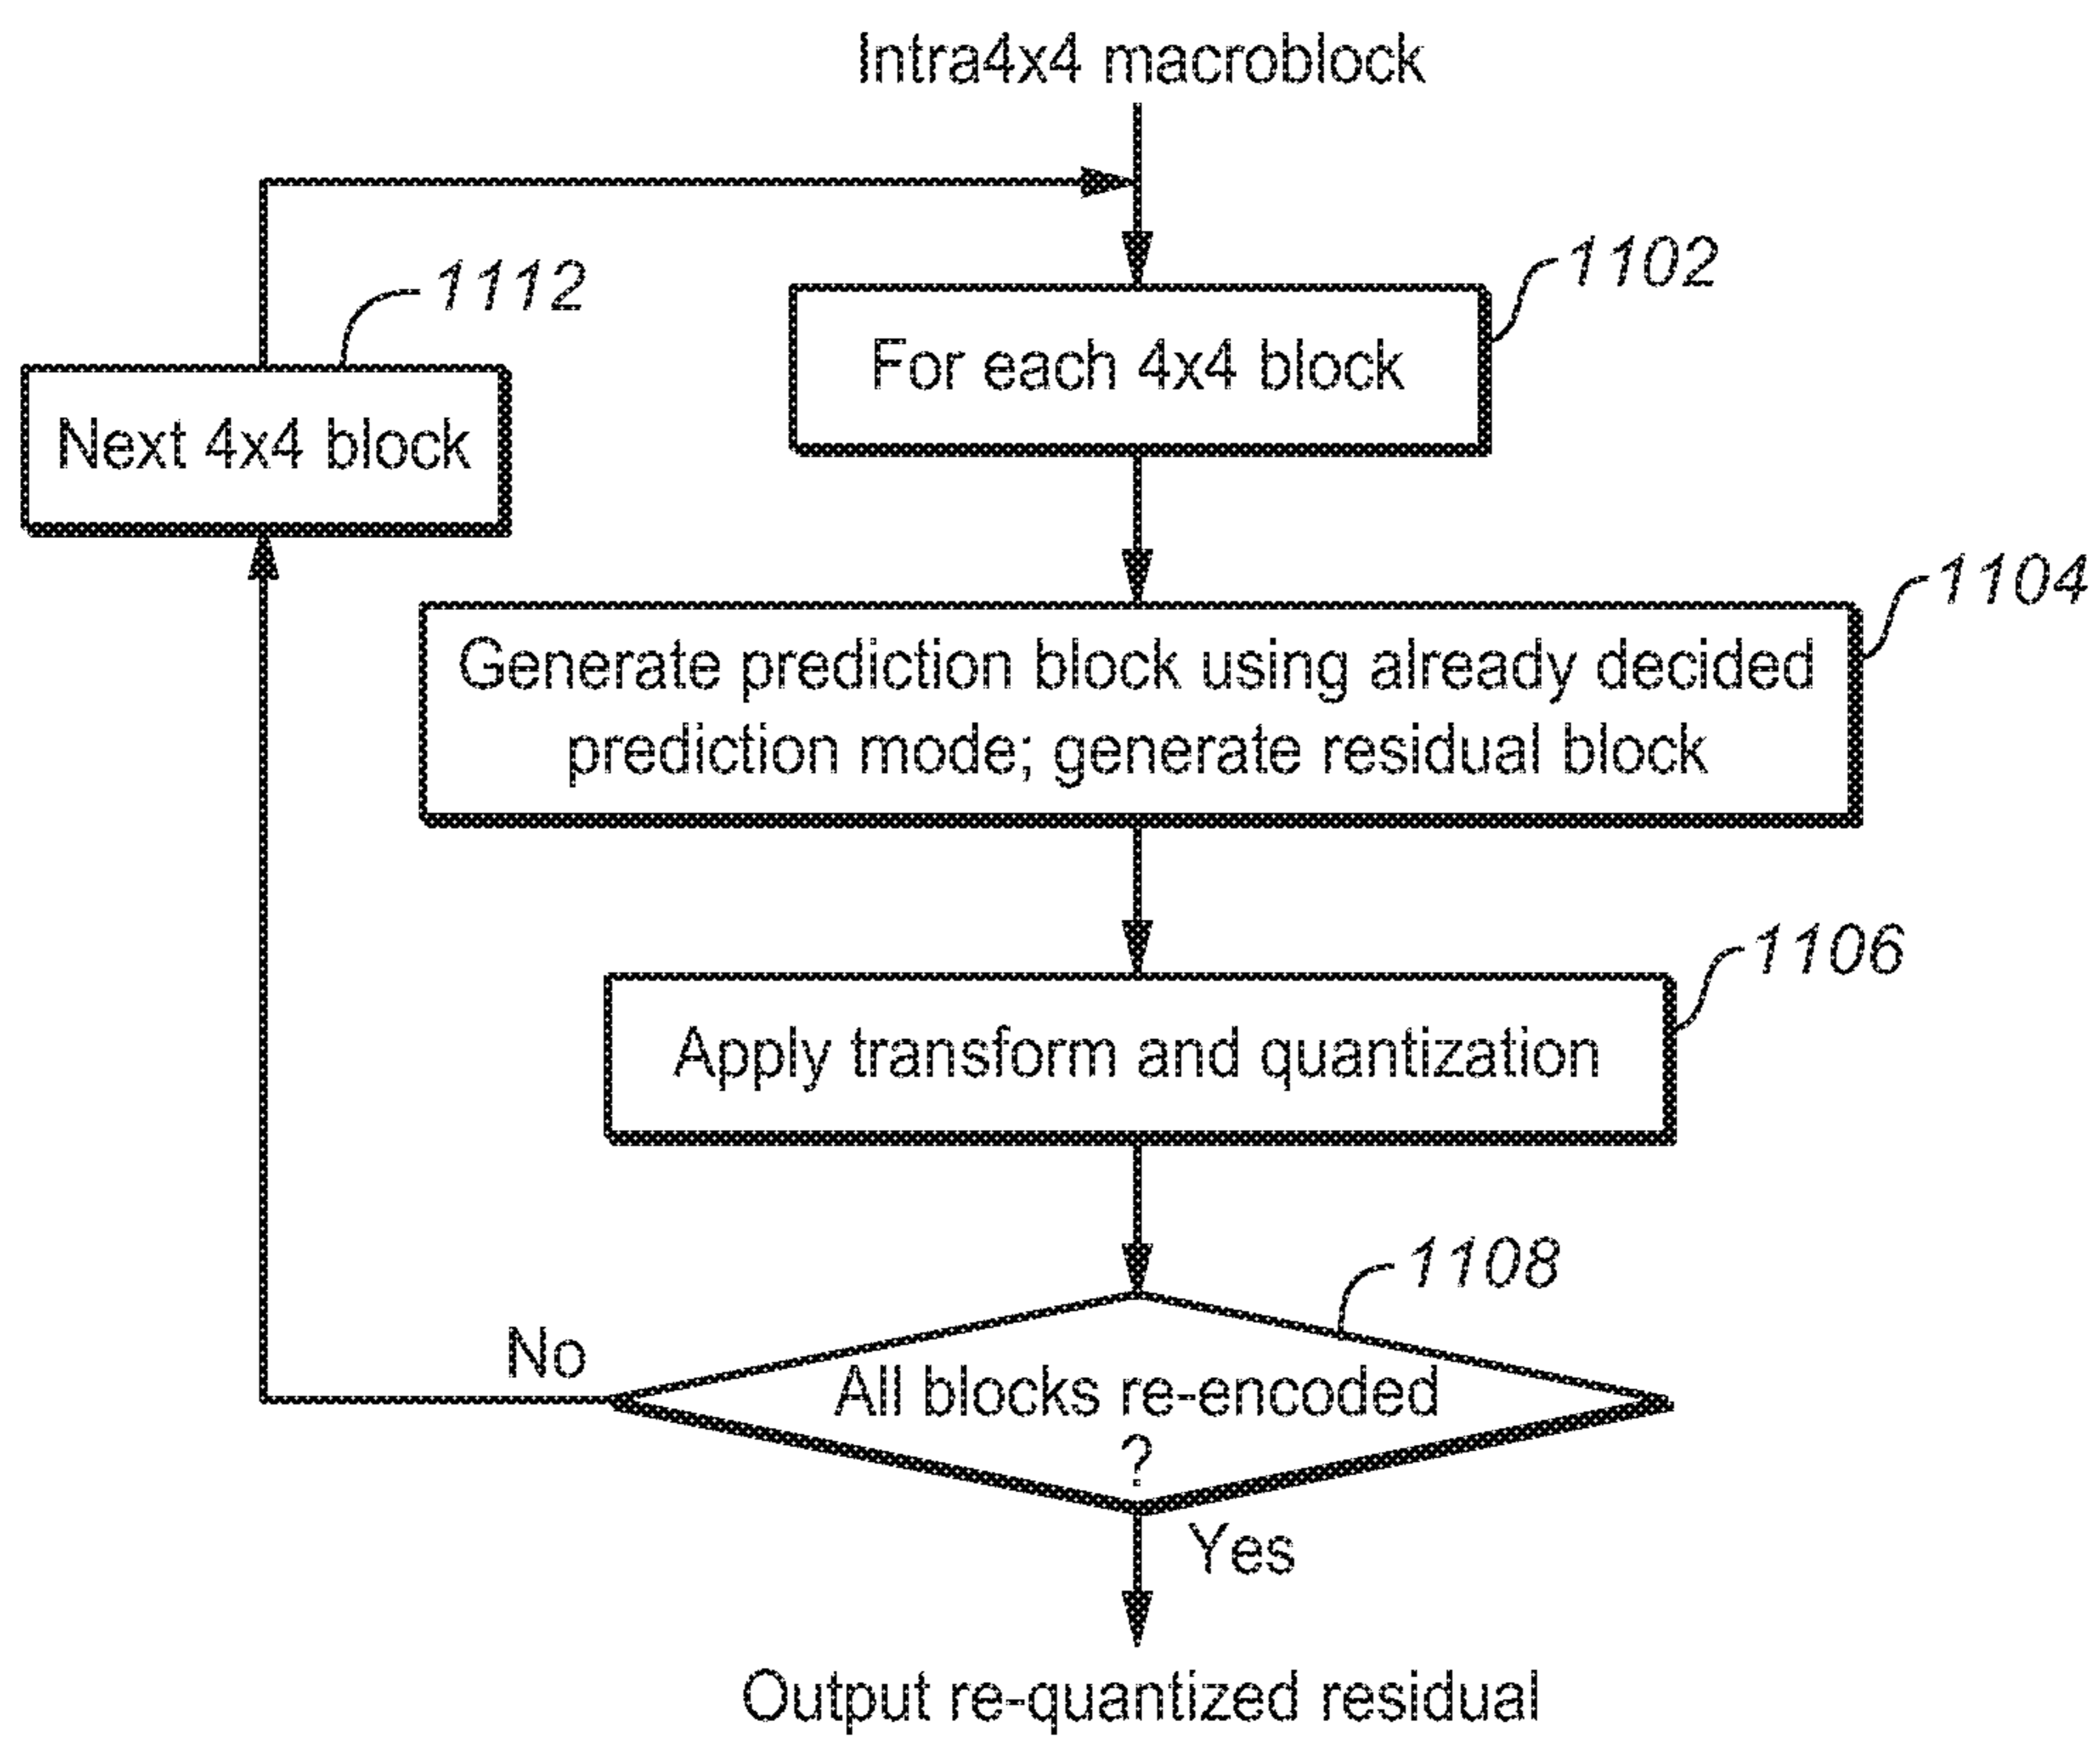 Intra4x4 macroblock
1102
For each 4x4 block
1112
Next 4x4 block
1104
Generate prediction block using already decided
prediction mode; generate residual block
1106
Apply transform and quantization
1108
All blocks re-encoded
?
No
Yes
Output re-quantized residual